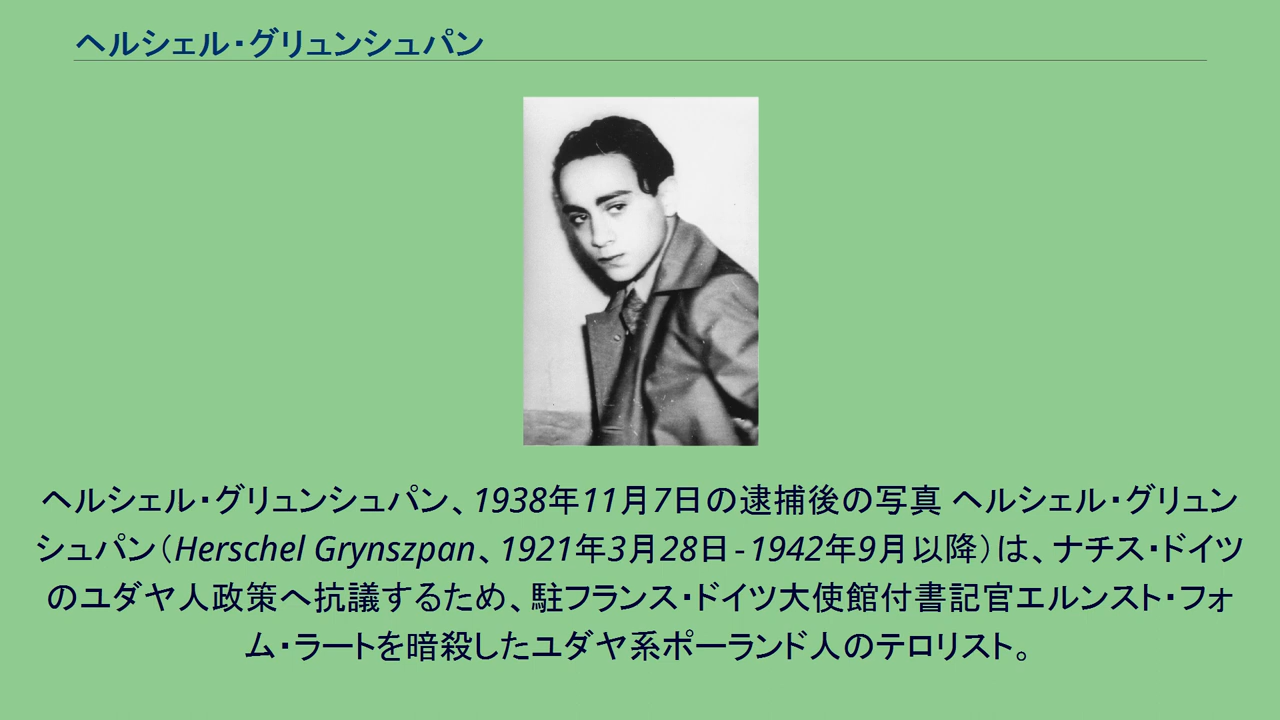 ヘルシェル・グリュンシュパン
ヘルシェル・グリュンシュパン、1938年11月7日の逮捕後の写真 ヘルシェル・グリュン
シュパン（Herschel Grynszpan、1921年3月28日 - 1942年9月以降）は、ナチス・ドイツ
のユダヤ人政策へ抗議するため、駐フランス・ドイツ大使館付書記官エルンスト・フォ
ム・ラートを暗殺したユダヤ系ポーランド人のテロリスト。